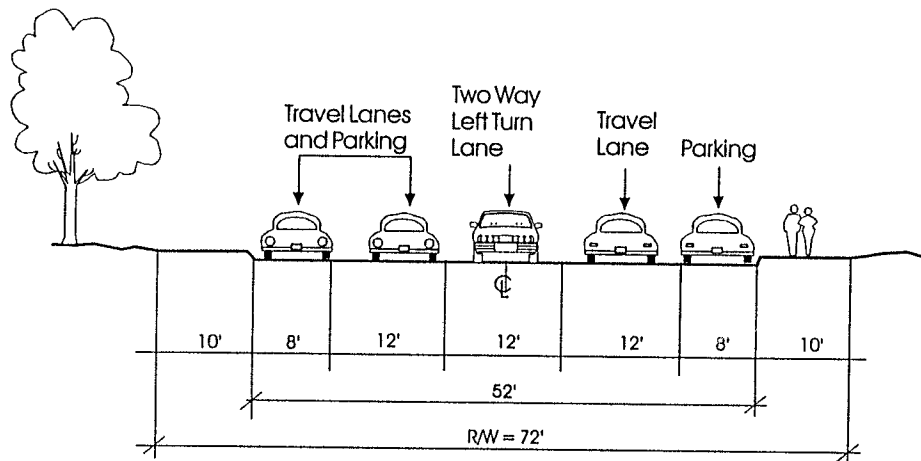 Travel Lanes
and Parking
Two Way
Left Turn
Lane
Travel
Lane
Parking
CL
10'
8'
12'
12'
12'
8'
10'
52'
R/W = 72'